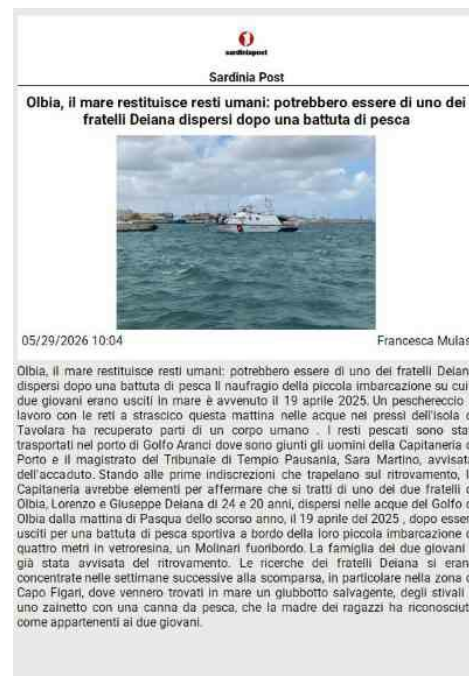 sardiniapost
Sardinia Post
Olbia, il mare restituisce resti umani: potrebbero essere di uno dei
fratelli Deiana dispersi dopo una battuta di pesca
05/29/2026 10:04
Francesca Mulas
Olbia, il mare restituisce resti umani: potrebbero essere di uno dei fratelli Deian
dispersi dopo una battuta di pesca Il naufragio della piccola imbarcazione su cui
due giovani erano usciti in mare è avvenuto il 19 aprile 2025. Un peschereccio
lavoro con le reti a strascico questa mattina nelle acque nei pressi dell'isola d
Tavolara ha recuperato parti di un corpo umano . I resti pescati sono stat
trasportati nel porto di Golfo Aranci dove sono giunti gli uomini della Capitaneria d
Porto e il magistrato del Tribunale di Tempio Pausania, Sara Martino, avvisat
dell'accaduto. Stando alle prime indiscrezioni che trapelano sul ritrovamento, l
Capitaneria avrebbe elementi per affermare che si tratti di uno dei due fratelli d
Olbia, Lorenzo e Giuseppe Deiana di 24 e 20 anni, dispersi nelle acque del Golfo d
Olbia dalla mattina di Pasqua dello scorso anno, il 19 aprile del 2025 , dopo esser
usciti per una battuta di pesca sportiva a bordo della loro piccola imbarcazione d
quattro metri in vetroresina, un Molinari fuoribordo. La famiglia dei due giovani
già stata avvisata del ritrovamento. Le ricerche dei fratelli Deiana si eran
concentrate nelle settimane successive alla scomparsa, in particolare nella zona d
Capo Figari, dove vennero trovati in mare un giubbotto salvagente, degli stivali
uno zainetto con una canna da pesca, che la madre dei ragazzi ha riconosciut
come appartenenti ai due giovani.